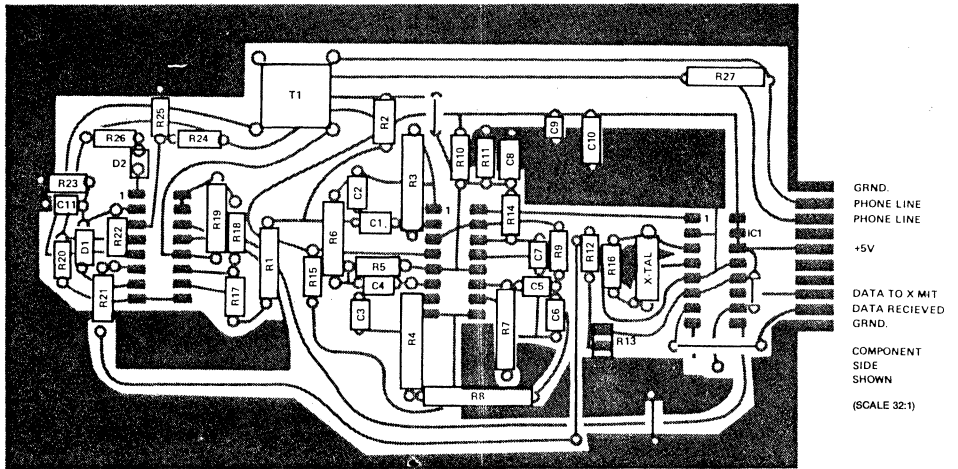 T1
R27
R25
R2
R26
R24
D2
R3
R10
R11
C8
C9
C10
R23
C11
1
R22
R19
R18
C2
C1.
R6
1
R14
1
iC1
R20
D1
R21
R17
R1
R15
R5
C4
C3
R4
C7
R9
C5
C6
R7
R12
R16
X-TAL
R13
R8
GRND.
PHONE LINE
PHONE LINE
+5V
DATA TO X MIT
DATA RECIEVED
GRND.
COMPONENT
SIDE
SHOWN
(SCALE 32:1)